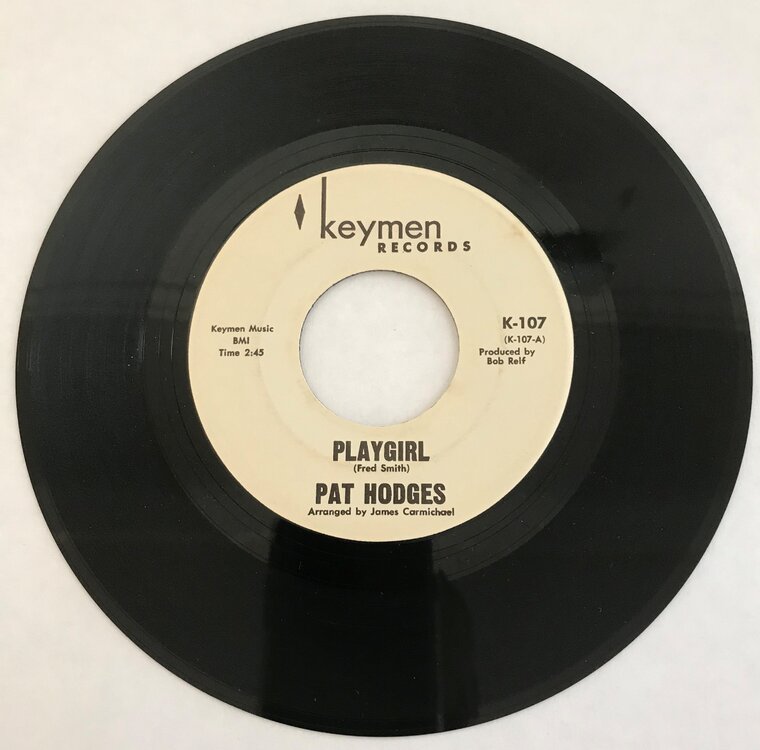 keymen
RECORDS
Keymen Music
BMI
Time 2:45
K-107
(K-107-A)
Produced by
Bob Relf
PLAYGIRL
(Fred Smith)
PAT HODGES
Arranged by James Carmichael